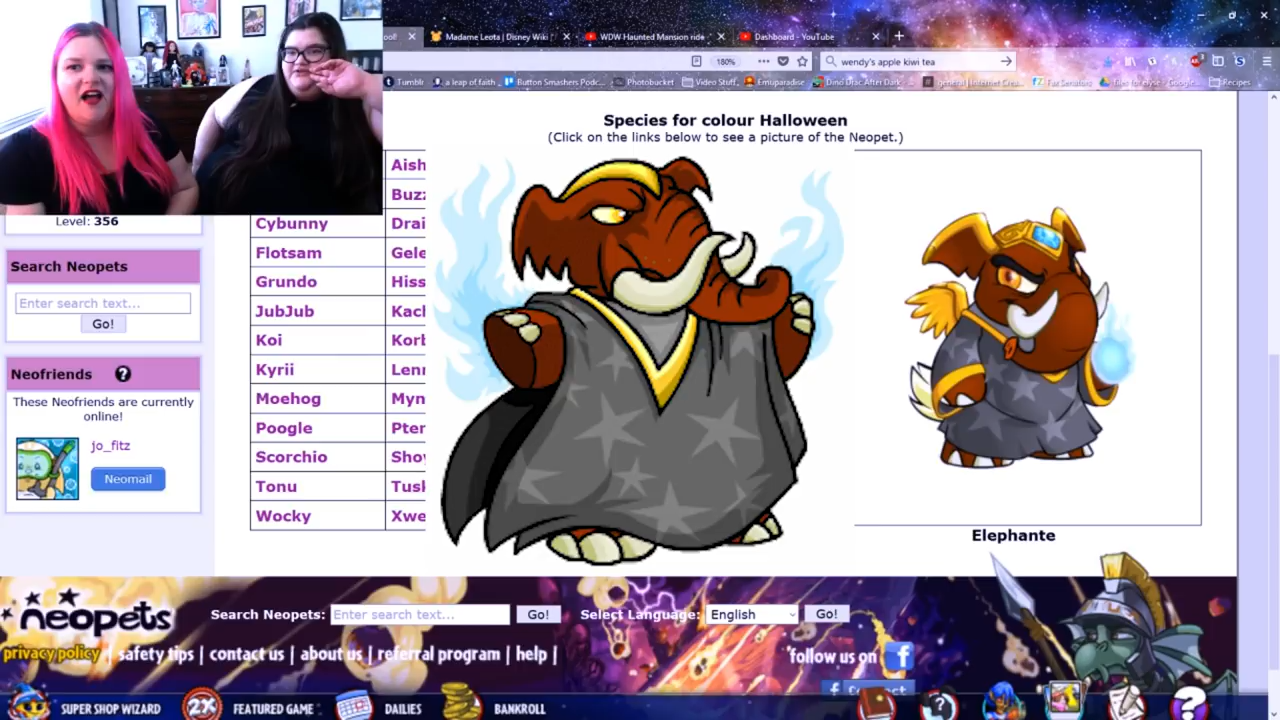 Madame Leota | Disney Wiki
WDW Haunted Mansion ride
Dashboard - YouTube
180%
wendy's apple kiwi tea
Tumblr
a leap of faith
Button Smashers Podc...
Photobucket
Video Stuff
Emuparadise
Dinci Drac After Dark
Recipes
Species for colour Halloween
(Click on the links below to see a picture of the Neopet.)
Aish
Buzz
Cybunny
Drai
Flotsam
Gele
Grundo
Hiss
JubJub
Kach
Koi
Korb
Kyrii
Lenn
Moehog
Myn
Poogle
Pter
Scorchio
Shoy
Tonu
Tusk
Wocky
Xwe
Elephante
Level: 356
Search Neopets
Enter search text...
Go!
Neofriends ?
These Neofriends are currently
online!
jo_fitz
Neomail
neopets
Search Neopets: Enter search text... Go! Select Language: English Go!
privacy policy | safety tips | contact us | about us | referral program | help |
follow us on f
SUPER SHOP WIZARD
2X
FEATURED GAME
DAILIES
BANKROLL